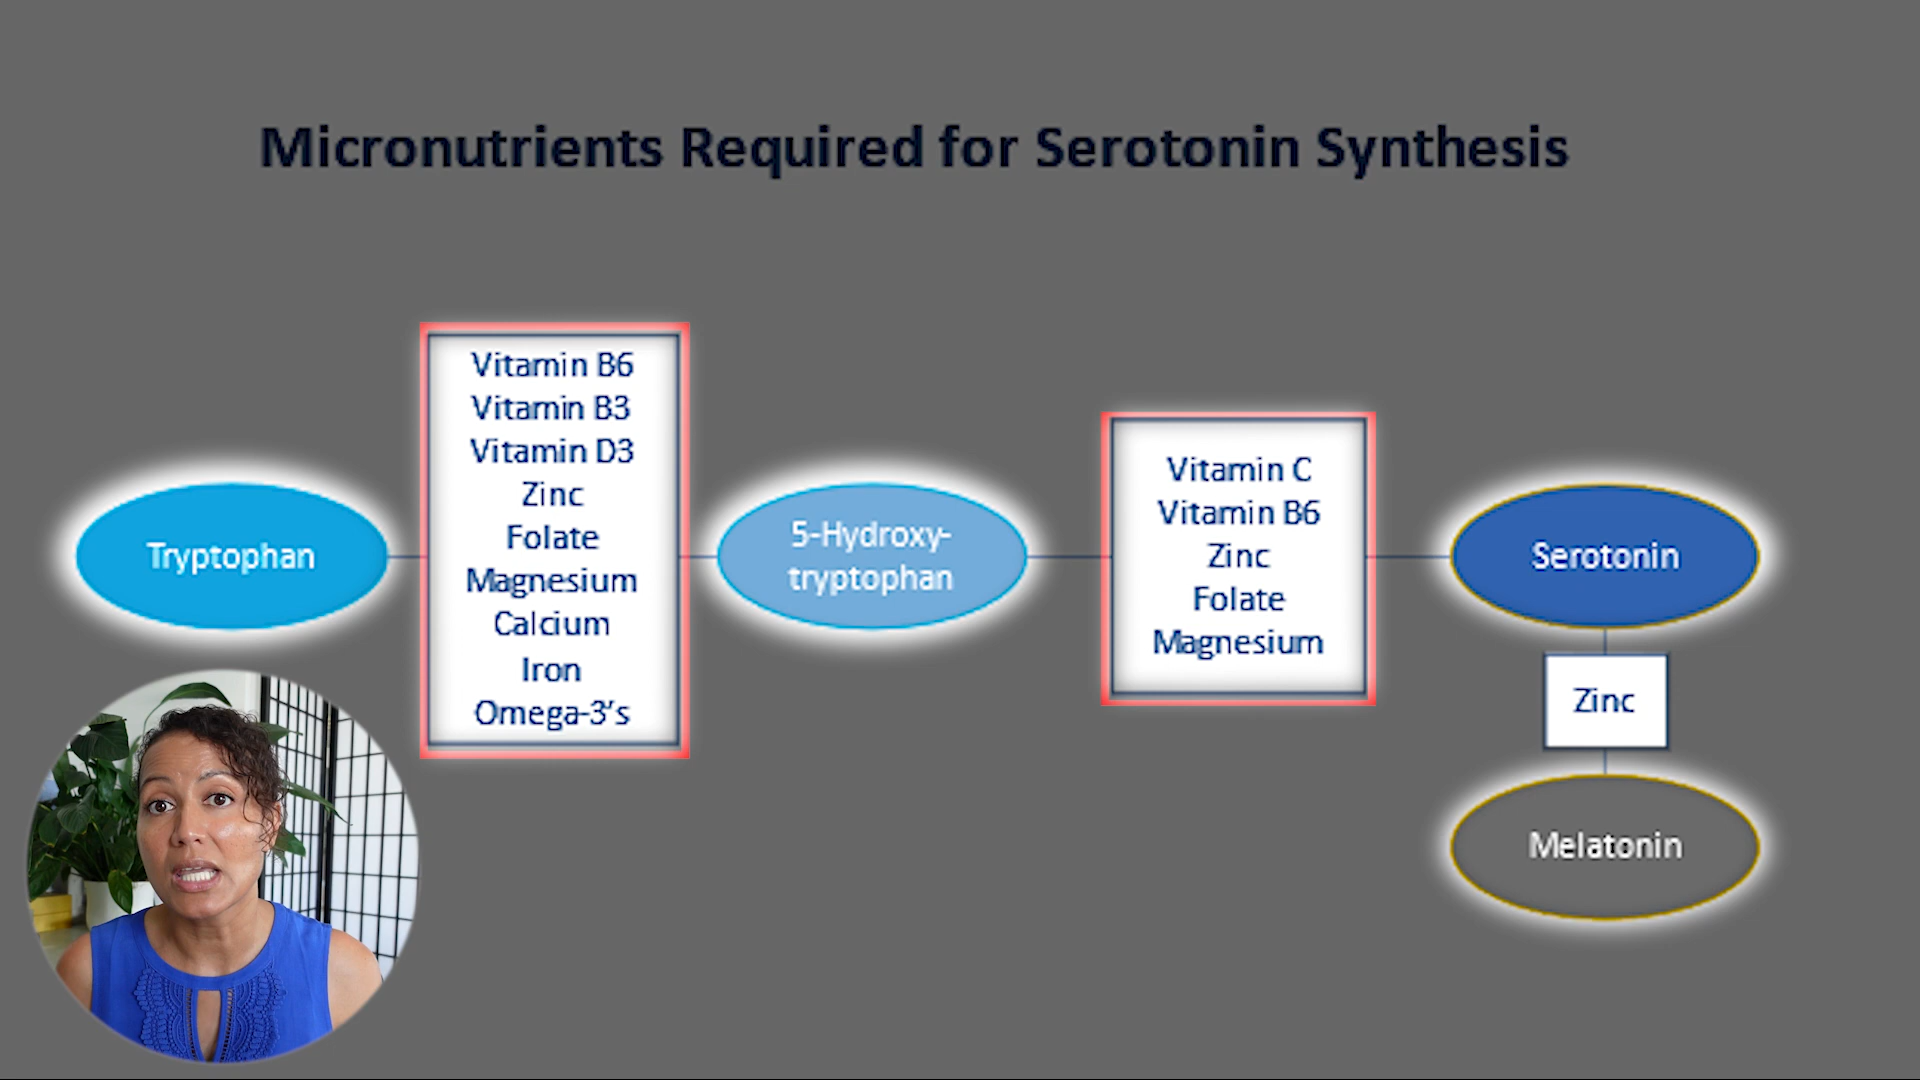 Micronutrients Required for Serotonin Synthesis
Tryptophan
Vitamin B6
Vitamin B3
Vitamin D3
Zinc
Folate
Magnesium
Calcium
Iron
Omega-3’s
5-Hydroxy-
tryptophan
Vitamin C
Vitamin B6
Zinc
Folate
Magnesium
Serotonin
Zinc
Melatonin